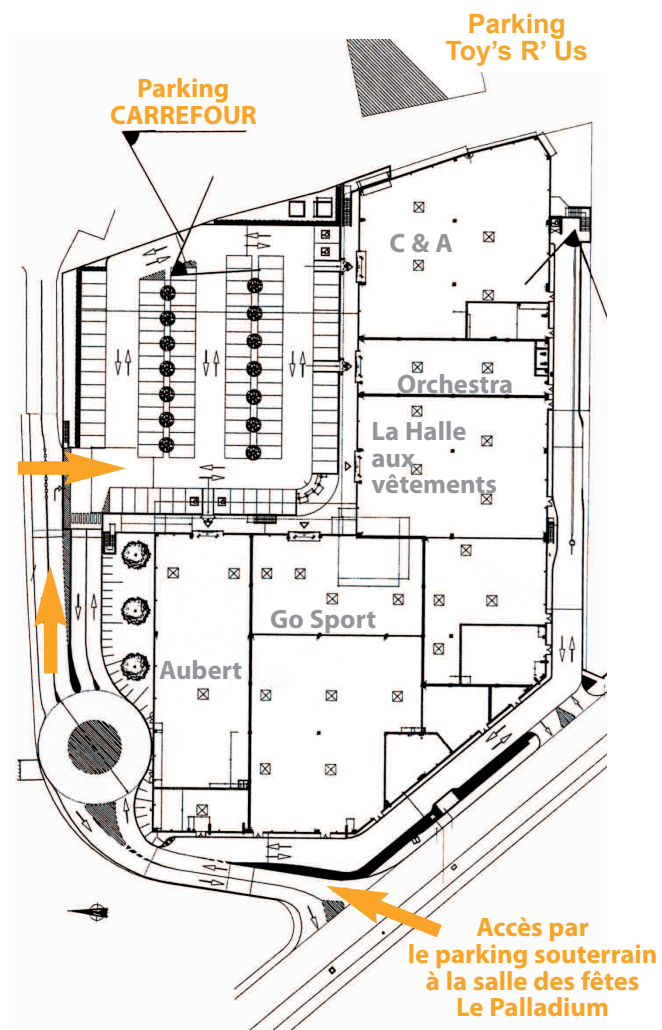 Parking
Toy's R' Us
Parking
CARREFOUR
C & A
Orchestra
La Halle
aux
vêtements
Go Sport
Aubert
Accès par
le parking souterrain
à la salle des fêtes
Le Palladium